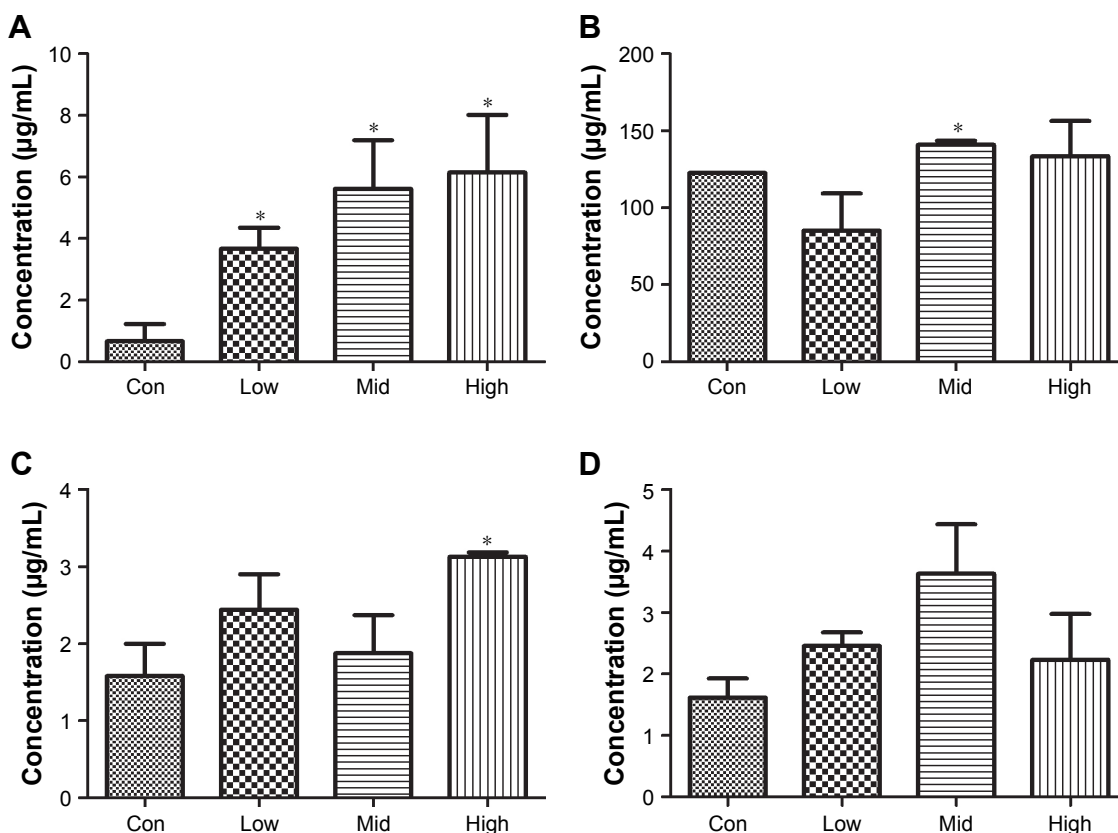 A
Concentration (µg/mL)
10
8
6
4
2
0
*
*
*
Con
Low
Mid
High
B
Concentration (µg/mL)
200
150
100
50
0
*
Con
Low
Mid
High
C
Concentration (µg/mL)
4
3
2
1
0
*
Con
Low
Mid
High
D
Concentration (µg/mL)
5
4
3
2
1
0
Con
Low
Mid
High